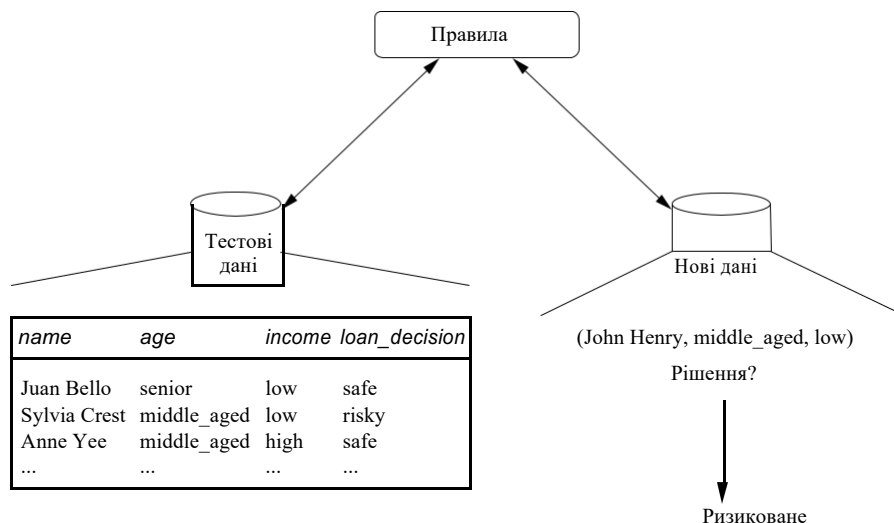 Правила
Тестові
дані
Нові дані
name age income loan_decision
Juan Bello senior low safe
Sylvia Crest middle_aged low risky
Anne Yee middle_aged high safe
... ... ... ...
(John Henry, middle_aged, low)
Рішення?
Ризиковане